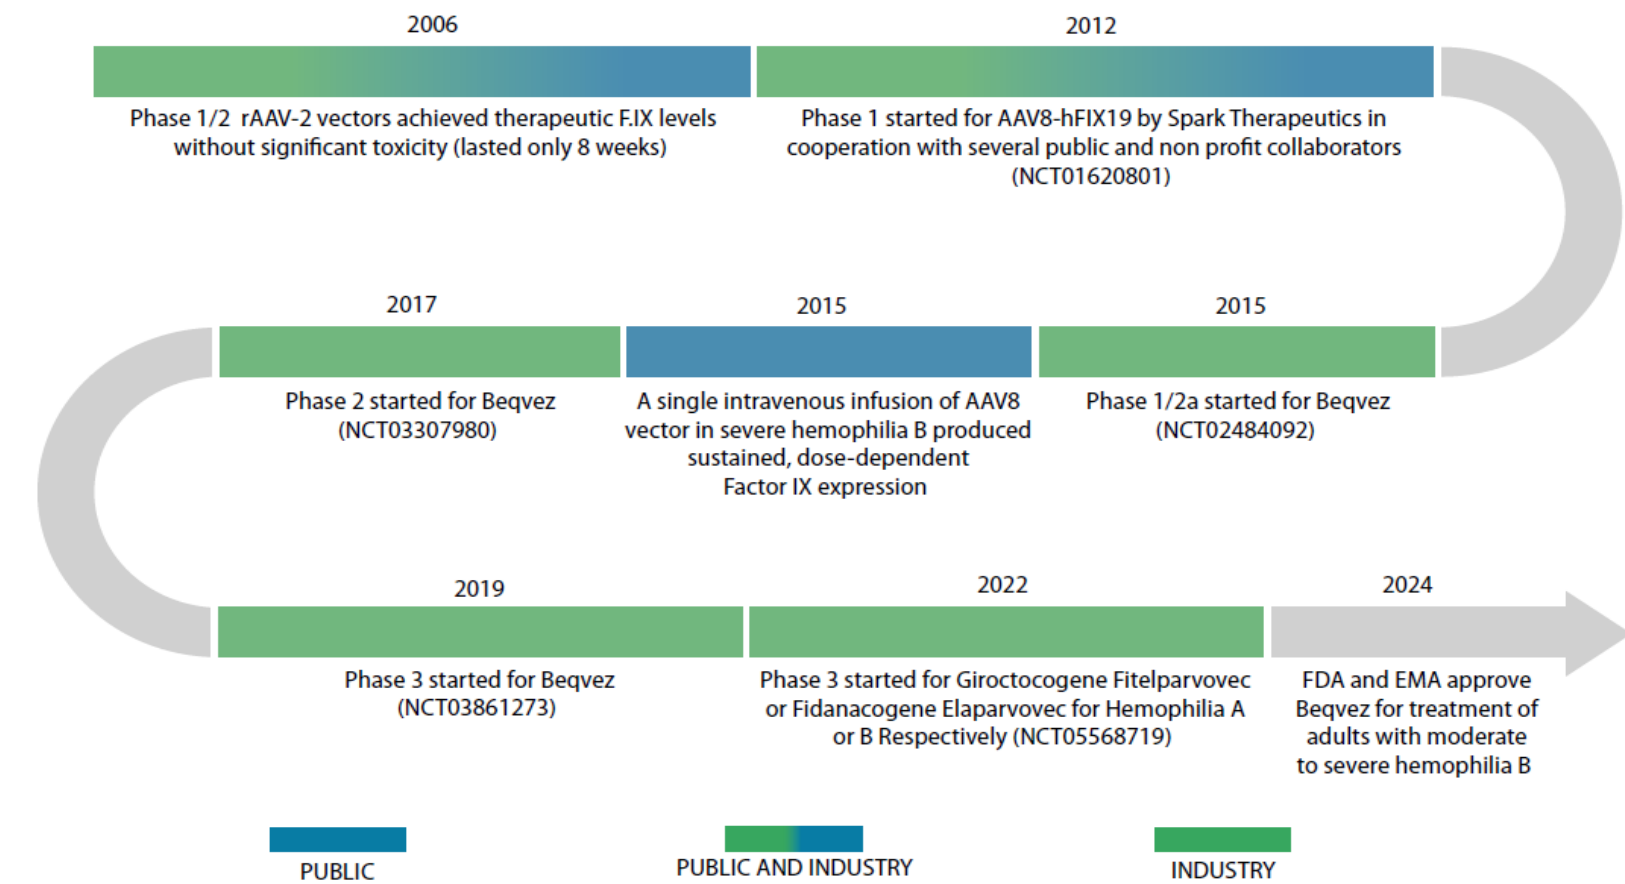 2006
Phase 1/2 rAAV-2 vectors achieved therapeutic F.IX levels
without significant toxicity (lasted only 8 weeks)
2012
Phase 1 started for AAV8-hFIX19 by Spark Therapeutics in
cooperation with several public and non profit collaborators
(NCT01620801)
2015
Phase 1/2a started for Beqvez
(NCT02484092)
2015
A single intravenous infusion of AAV8
vector in severe hemophilia B produced
sustained, dose-dependent
Factor IX expression
2017
Phase 2 started for Beqvez
(NCT03307980)
2019
Phase 3 started for Beqvez
(NCT03861273)
2022
Phase 3 started for Giroctocogene Fitelparvovec
or Fidanacogene Elaparvovec for Hemophilia A
or B Respectively (NCT05568719)
2024
FDA and EMA approve
Beqvez for treatment of
adults with moderate
to severe hemophilia B
PUBLIC
PUBLIC AND INDUSTRY
INDUSTRY